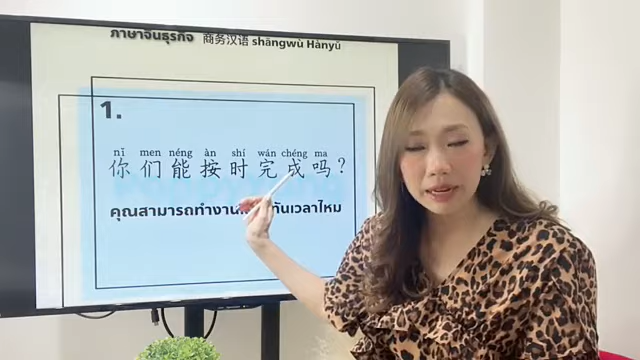 ภาษาจีนธุรกิจ 商务汉语 shāngwù Hànyǔ
1.
nǐ men néng àn shí wán chéng ma
你们能按时完成吗？
คุณสามารถทำงาน ทันเวลาไหม